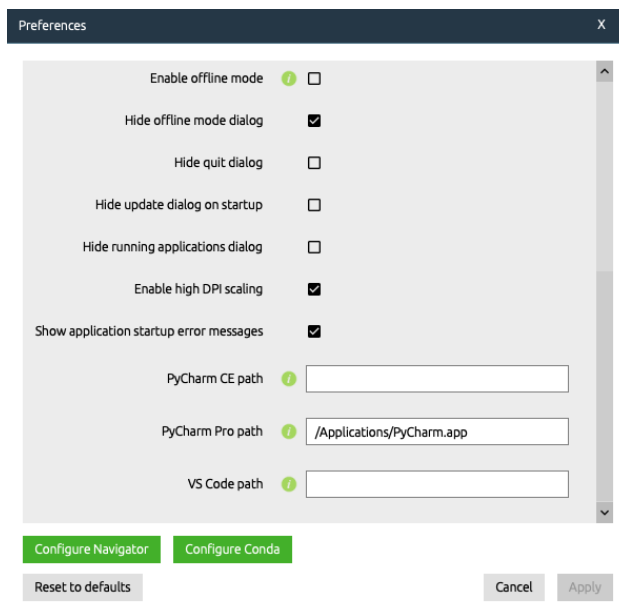 Preferences X
Enable offline mode i
Hide offline mode dialog
Hide quit dialog
Hide update dialog on startup
Hide running applications dialog
Enable high DPI scaling
Show application startup error messages
PyCharm CE path i
PyCharm Pro path i /Applications/PyCharm.app
VS Code path i
Configure Navigator Configure Conda
Reset to defaults Cancel Apply